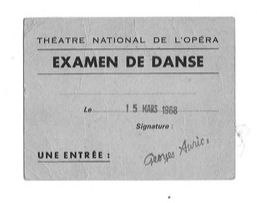 THÉATRE NATIONAL DE L'OPÉRA
EXAMEN DE DANSE
Le 15 MARS 1968
Signature :
UNE ENTRÉE : Georges Auric.